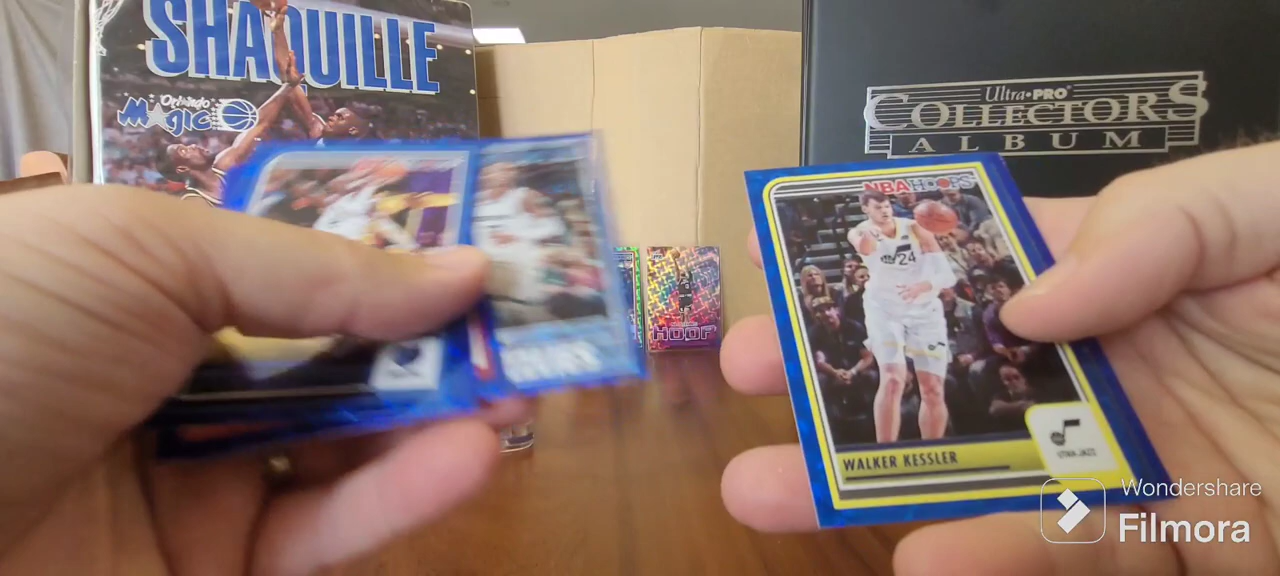 SHAQUILLE
Orlando
Magic
Ultra•PRO®
COLLECTORS
ALBUM
NBA HOOPS
24
WALKER KESSLER
UTAH JAZZ
HOOP
Wondershare
Filmora